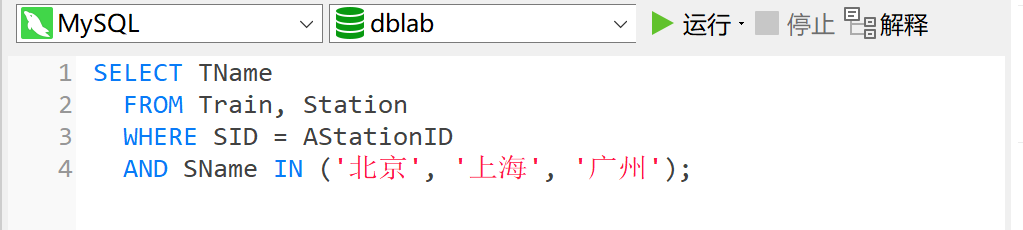 MySQL dblab 运行 停止 解释
1 SELECT TName
2 FROM Train, Station
3 WHERE SID = AStationID
4 AND SName IN ('北京', '上海', '广州');